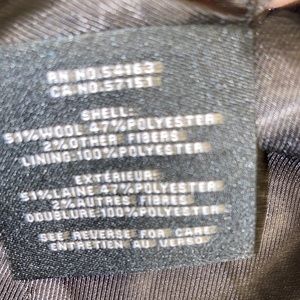 RN NO.54163
CA NO.57151
SHELL:
51%WOOL 47%POLYESTER
2%OTHER FIBERS
LINING:100%POLYESTER
EXTÉRIEUR:
51%LAINE 47%POLYESTER
2%AUTRES FIBRES
DOUBLURE:100%POLYESTER
SEE REVERSE FOR CARE
ENTRETIEN AU VERSO